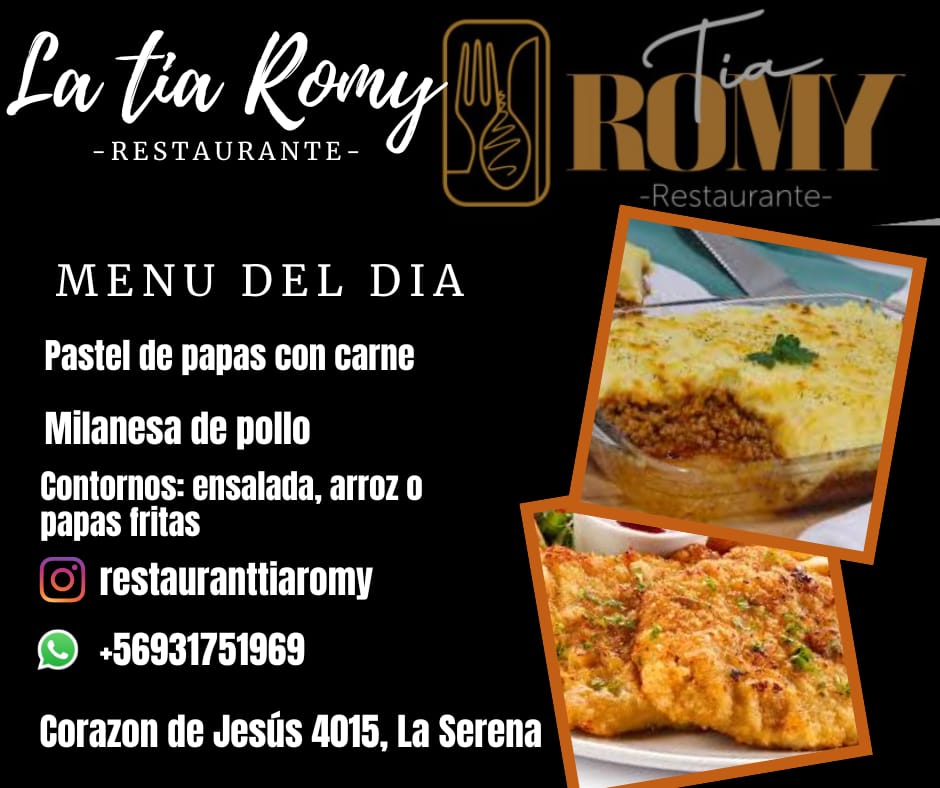 La tia Romy
-RESTAURANTE-
Tia
ROMY
-Restaurante-
MENU DEL DIA
Pastel de papas con carne
Milanesa de pollo
Contornos: ensalada, arroz o
papas fritas
restauranttiaromy
+56931751969
Corazon de Jesús 4015, La Serena